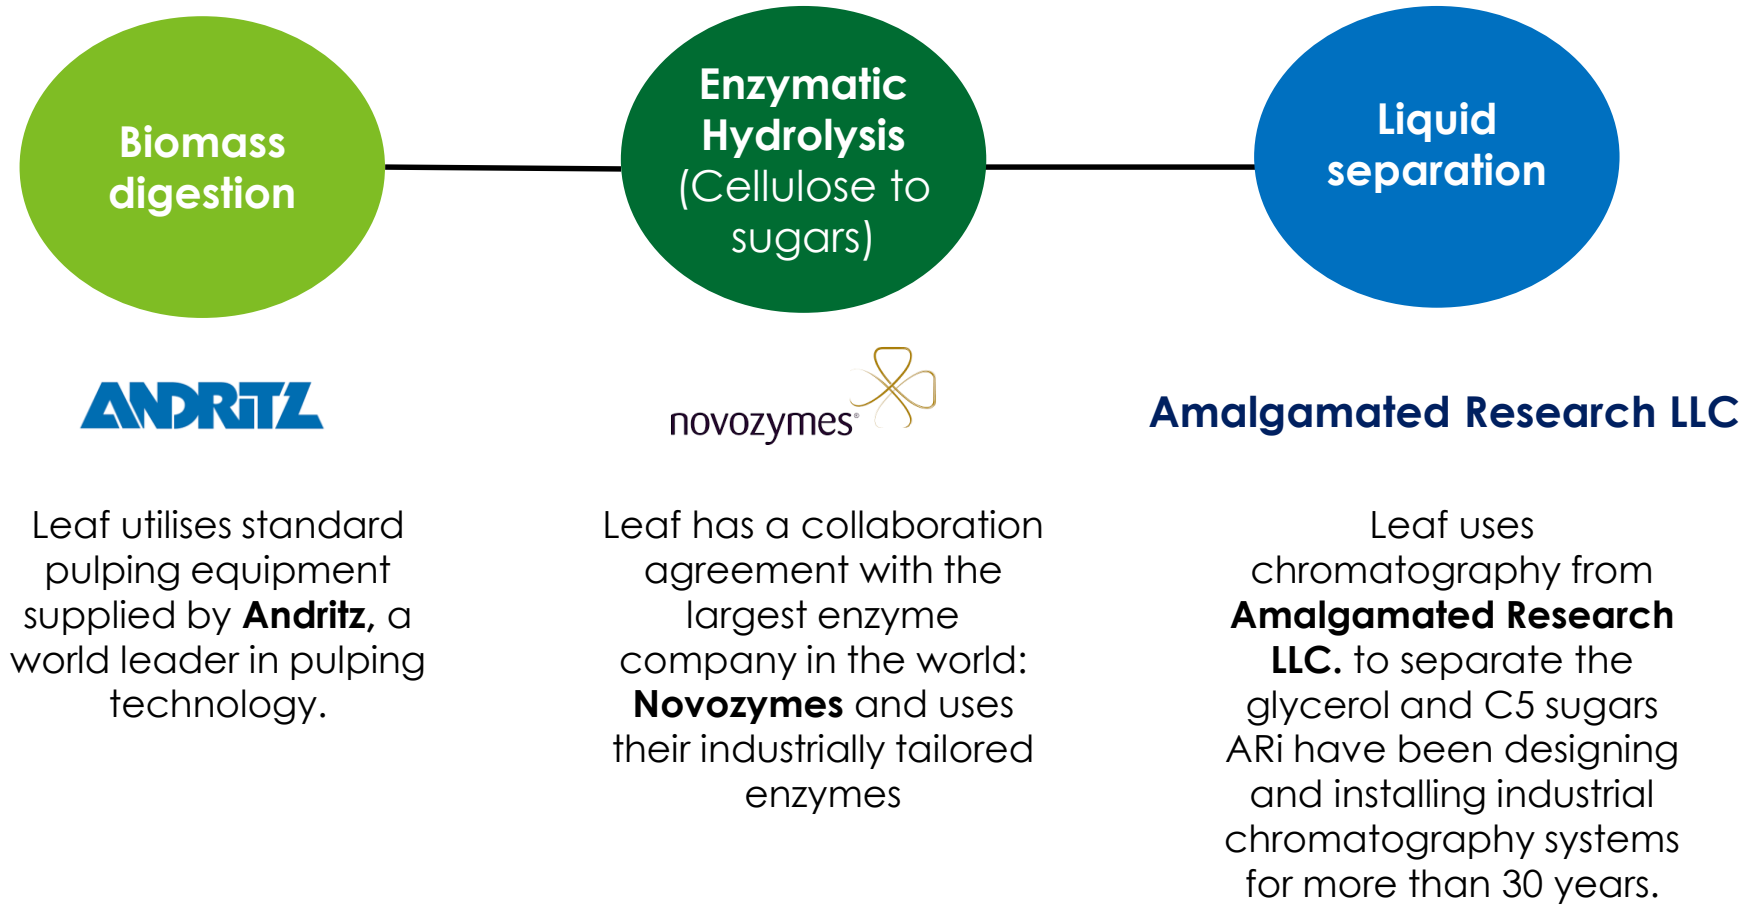 Biomass
digestion
Enzymatic
Hydrolysis
(Cellulose to
sugars)
Liquid
separation
ANDRITZ
novozymes®
Amalgamated Research LLC
Leaf utilises standard
pulping equipment
supplied by Andritz, a
world leader in pulping
technology.
Leaf has a collaboration
agreement with the
largest enzyme
company in the world:
Novozymes and uses
their industrially tailored
enzymes
Leaf uses
chromatography from
Amalgamated Research
LLC. to separate the
glycerol and C5 sugars
ARi have been designing
and installing industrial
chromatography systems
for more than 30 years.